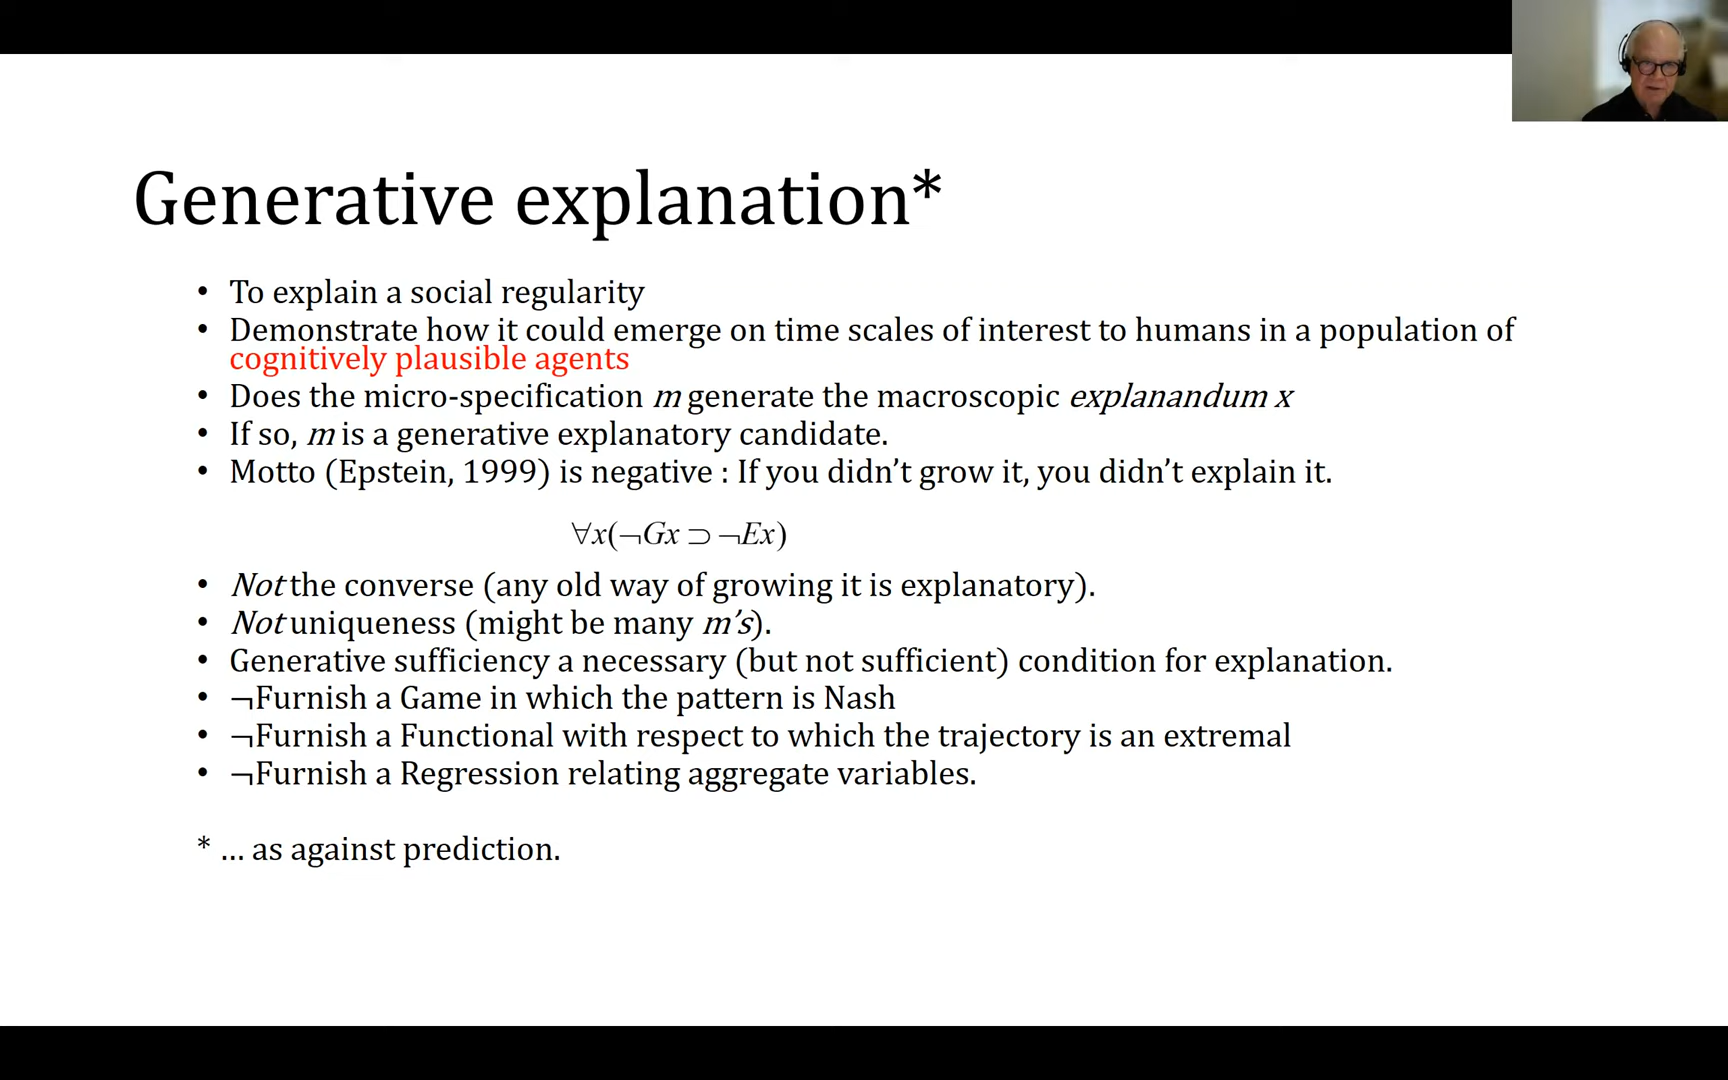 Generative explanation*
• To explain a social regularity
• Demonstrate how it could emerge on time scales of interest to humans in a population of
cognitively plausible agents
• Does the micro-specification m generate the macroscopic explanandum x
• If so, m is a generative explanatory candidate.
• Motto (Epstein, 1999) is negative : If you didn’t grow it, you didn’t explain it.
∀x(¬Gx ⊃ ¬Ex)
• Not the converse (any old way of growing it is explanatory).
• Not uniqueness (might be many m’s).
• Generative sufficiency a necessary (but not sufficient) condition for explanation.
• ¬Furnish a Game in which the pattern is Nash
• ¬Furnish a Functional with respect to which the trajectory is an extremal
• ¬Furnish a Regression relating aggregate variables.
* … as against prediction.